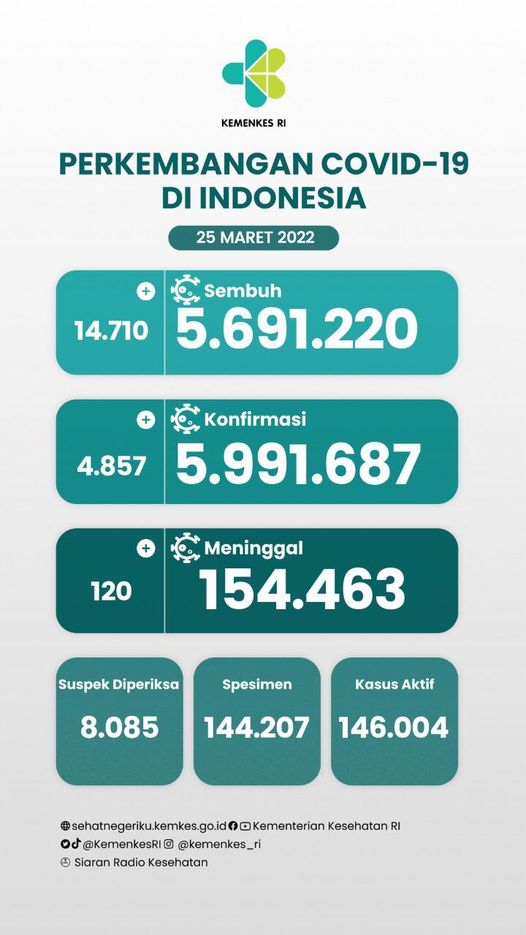 KEMENKES RI
PERKEMBANGAN COVID-19
DI INDONESIA
25 MARET 2022
+ Sembuh
14.710 5.691.220
+ Konfirmasi
4.857 5.991.687
+ Meninggal
120 154.463
Suspek Diperiksa Spesimen Kasus Aktif
8.085 144.207 146.004
sehatnegeriku.kemkes.go.id Kementerian Kesehatan RI
@KemenkesRI @kemenkes_ri
Siaran Radio Kesehatan